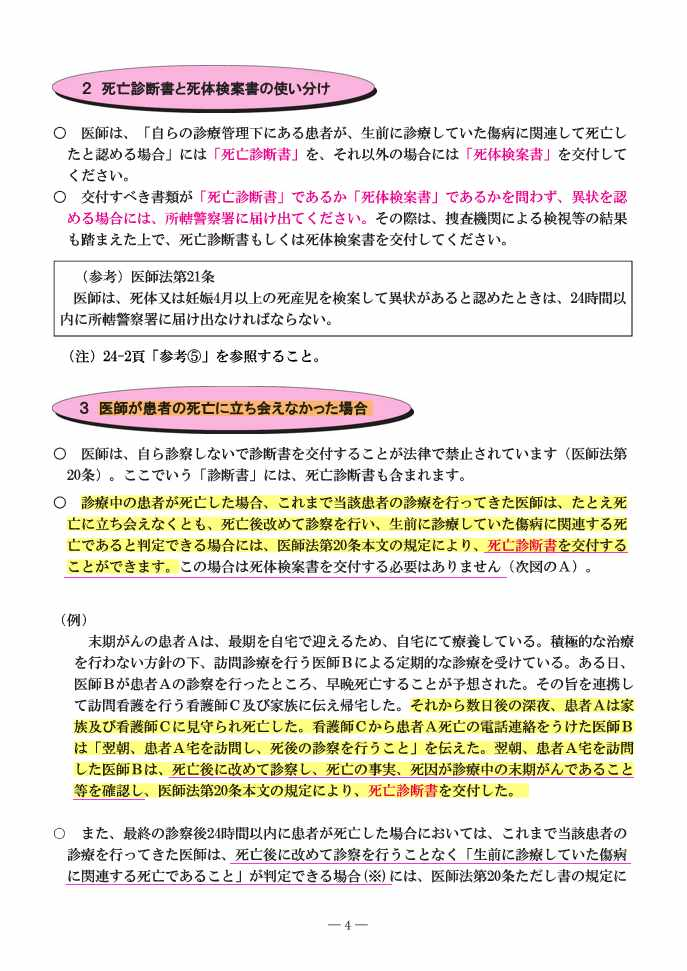 2 死亡診断書と死体検案書の使い分け
○ 医師は、「自らの診療管理下にある患者が、生前に診療していた傷病に関連して死亡し
たと認める場合」には「死亡診断書」を、それ以外の場合には「死体検案書」を交付して
ください。
○ 交付すべき書類が「死亡診断書」であるか「死体検案書」であるかを問わず、異状を認
める場合には、所轄警察署に届け出てください。その際は、捜査機関による検視等の結果
も踏まえた上で、死亡診断書もしくは死体検案書を交付してください。
（参考）医師法第21条
医師は、死体又は妊娠4月以上の死産児を検案して異状があると認めたときは、24時間以
内に所轄警察署に届け出なければならない。
（注）24-2頁「参考⑤」を参照すること。
3 医師が患者の死亡に立ち会えなかった場合
○ 医師は、自ら診察しないで診断書を交付することが法律で禁止されています（医師法第
20条）。ここでいう「診断書」には、死亡診断書も含まれます。
○ 診療中の患者が死亡した場合、これまで当該患者の診療を行ってきた医師は、たとえ死
亡に立ち会えなくとも、死亡後改めて診察を行い、生前に診療していた傷病に関連する死
亡であると判定できる場合には、医師法第20条本文の規定により、死亡診断書を交付する
ことができます。この場合は死体検案書を交付する必要はありません（次図のA）。
（例）
末期がんの患者Aは、最期を自宅で迎えるため、自宅にて療養している。積極的な治療
を行わない方針の下、訪問診療を行う医師Bによる定期的な診療を受けている。ある日、
医師Bが患者Aの診察を行ったところ、早晩死亡することが予想された。その旨を連携し
て訪問看護を行う看護師C及び家族に伝え帰宅した。それから数日後の深夜、患者Aは家
族及び看護師Cに見守られ死亡した。看護師Cから患者A死亡の電話連絡をうけた医師B
は「翌朝、患者A宅を訪問し、死後の診察を行うこと」を伝えた。翌朝、患者A宅を訪問
した医師Bは、死亡後に改めて診察し、死亡の事実、死因が診療中の末期がんであること
等を確認し、医師法第20条本文の規定により、死亡診断書を交付した。
○ また、最終の診察後24時間以内に患者が死亡した場合においては、これまで当該患者の
診療を行ってきた医師は、死亡後に改めて診察を行うことなく「生前に診療していた傷病
に関連する死亡であること」が判定できる場合(※)には、医師法第20条ただし書の規定に
― 4 ―